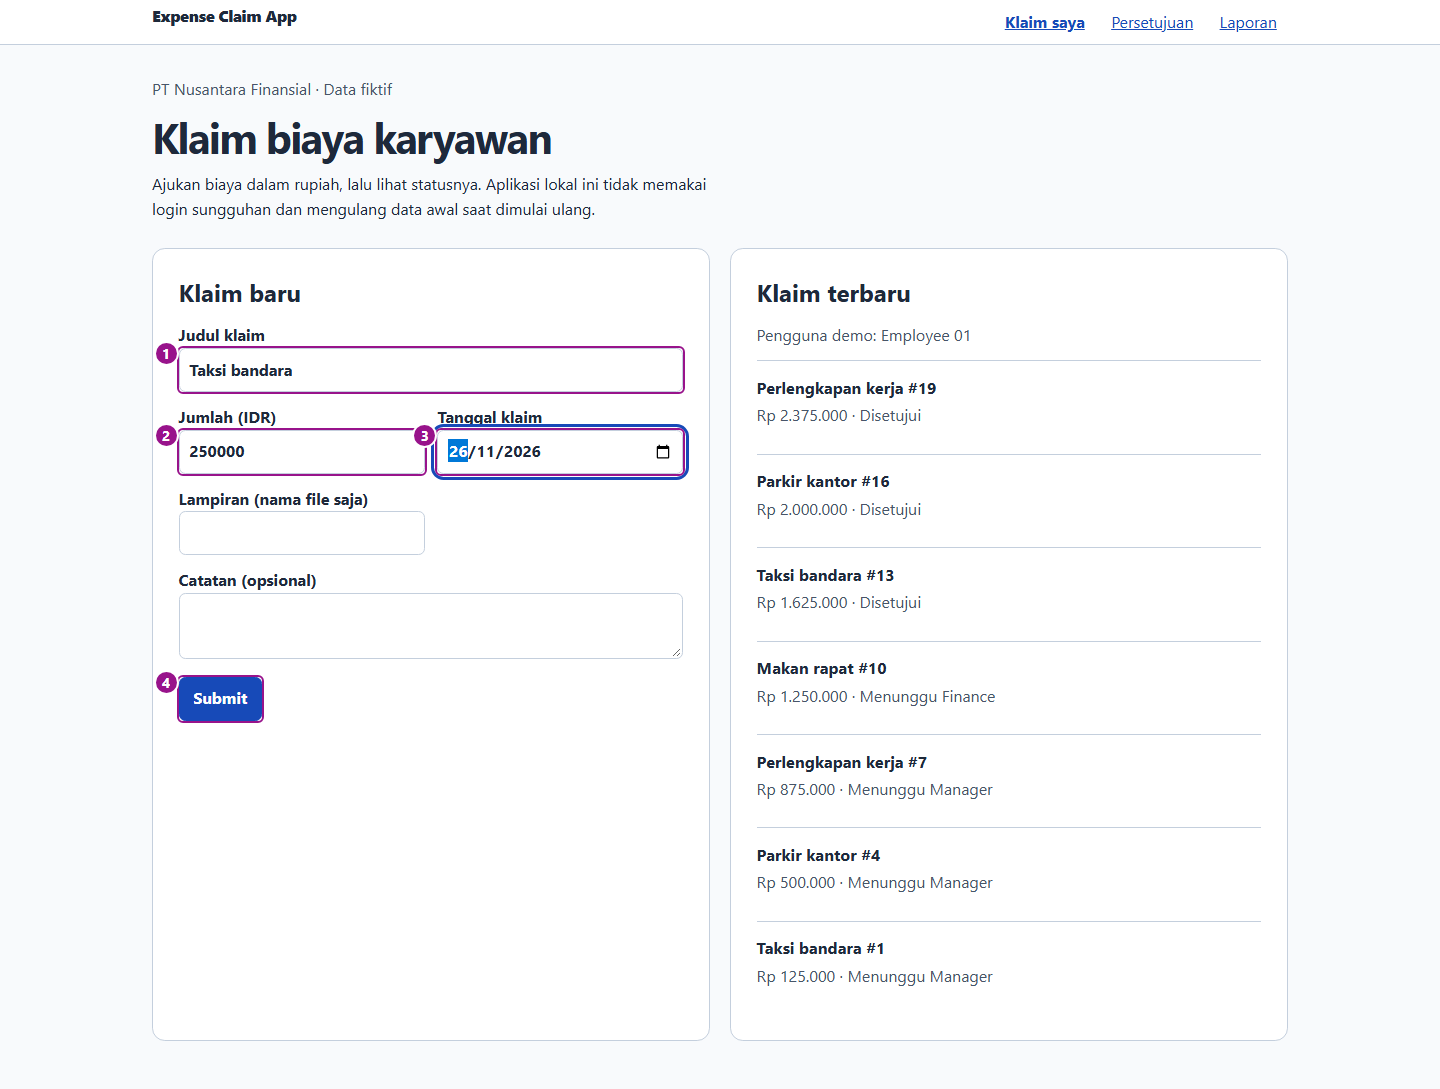 Expense Claim App
Klaim saya
Persetujuan
Laporan
PT Nusantara Finansial · Data fiktif
Klaim biaya karyawan
Ajukan biaya dalam rupiah, lalu lihat statusnya. Aplikasi lokal ini tidak memakai
login sungguhan dan mengulang data awal saat dimulai ulang.
Klaim baru
Judul klaim
1
Taksi bandara
Jumlah (IDR)
2
250000
Tanggal klaim
3
26/11/2026
Lampiran (nama file saja)
Catatan (opsional)
4
Submit
Klaim terbaru
Pengguna demo: Employee 01
Perlengkapan kerja #19
Rp 2.375.000 · Disetujui
Parkir kantor #16
Rp 2.000.000 · Disetujui
Taksi bandara #13
Rp 1.625.000 · Disetujui
Makan rapat #10
Rp 1.250.000 · Menunggu Finance
Perlengkapan kerja #7
Rp 875.000 · Menunggu Manager
Parkir kantor #4
Rp 500.000 · Menunggu Manager
Taksi bandara #1
Rp 125.000 · Menunggu Manager